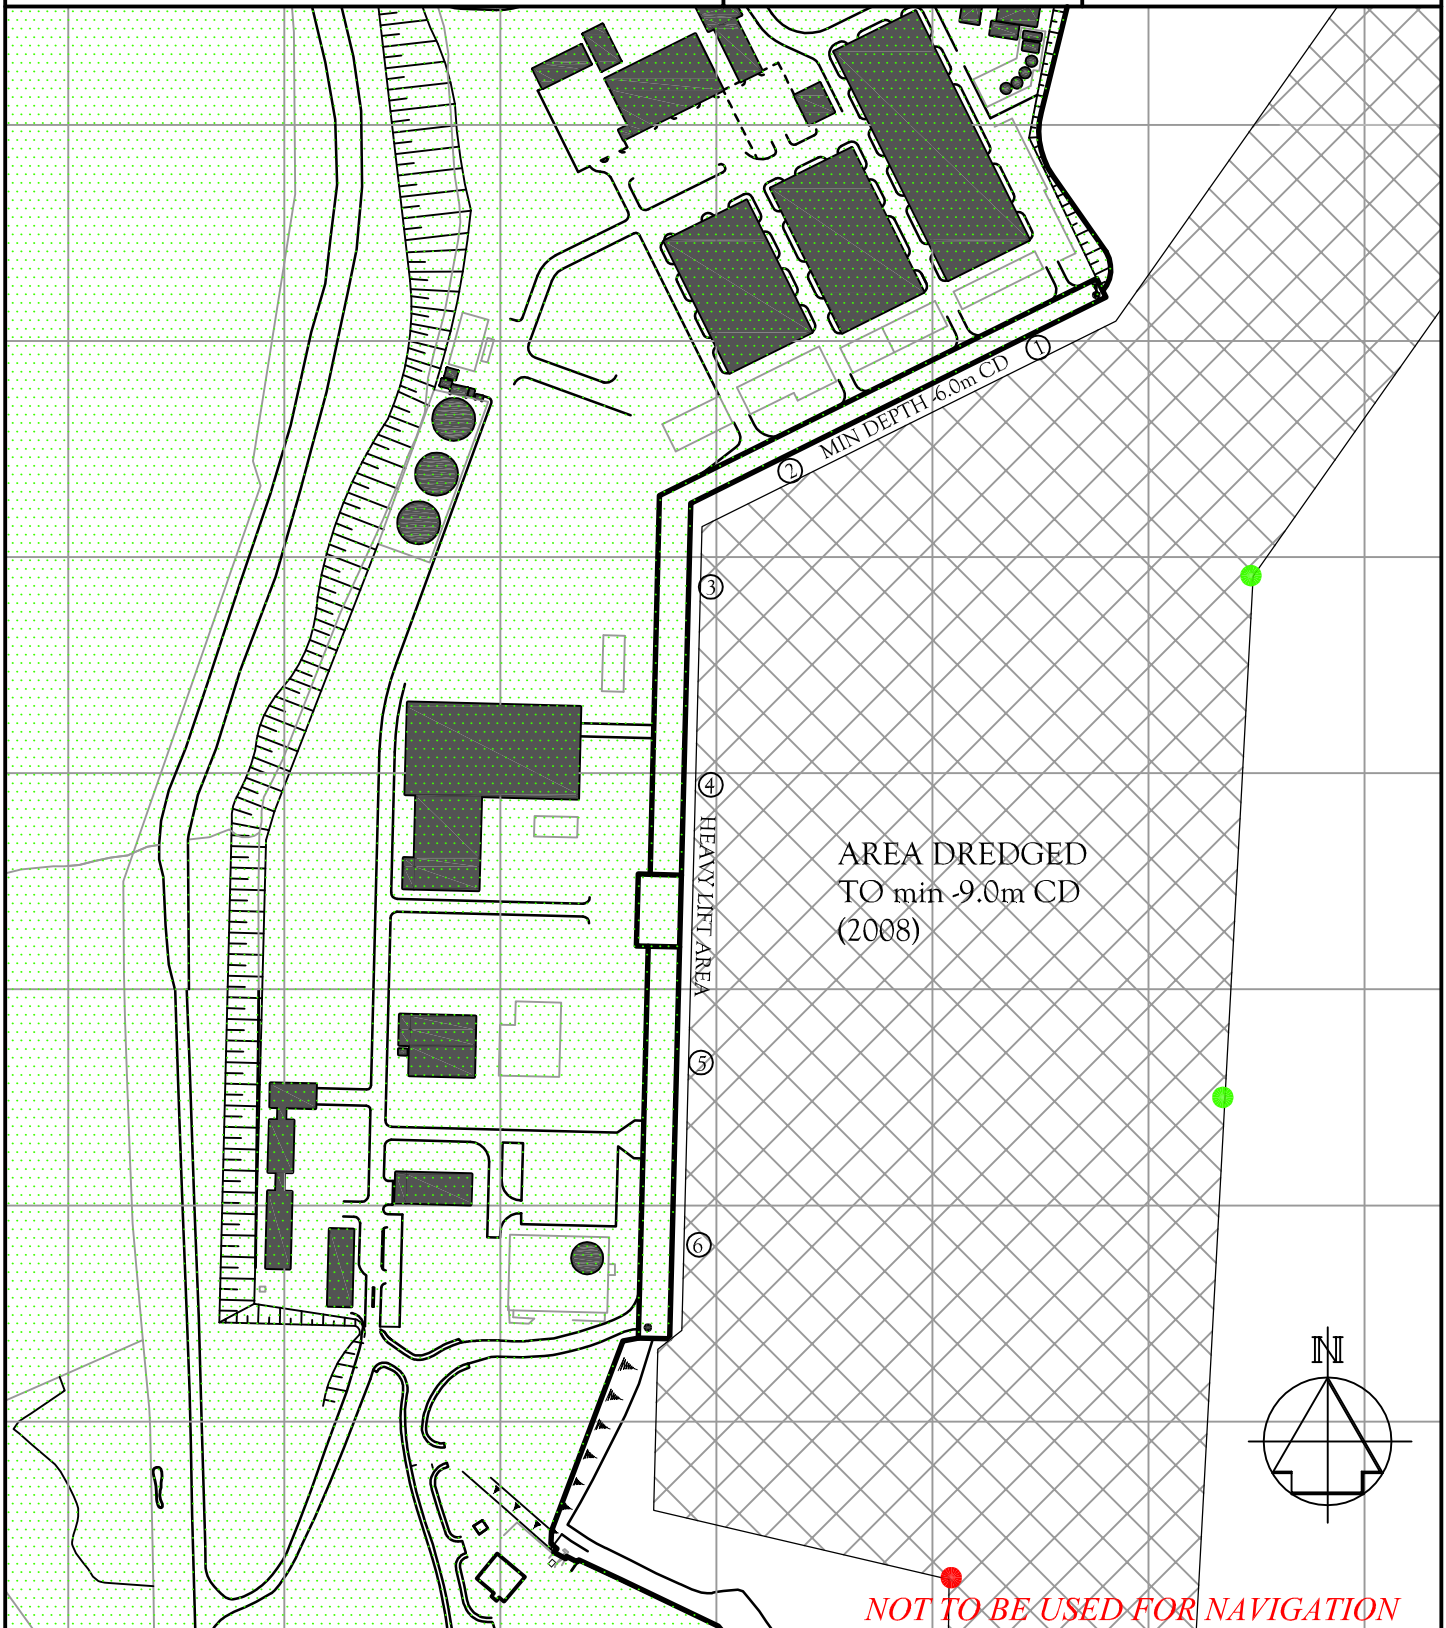 1
MIN DEPTH -6.0m CD
2
3
4
HEAVY LIFT AREA
AREA DREDGED
TO min -9.0m CD
(2008)
5
6
N
NOT TO BE USED FOR NAVIGATION